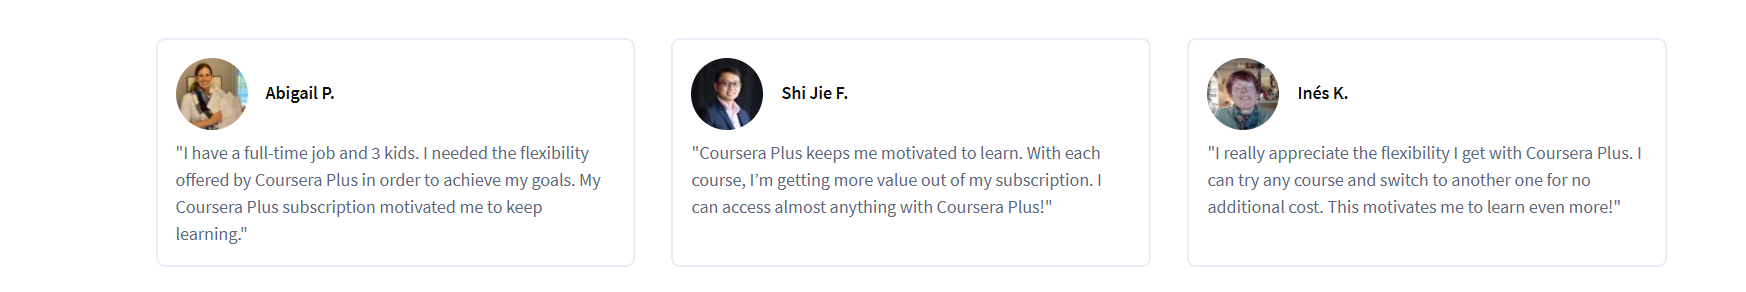 Abigail P.
"I have a full-time job and 3 kids. I needed the flexibility
offered by Coursera Plus in order to achieve my goals. My
Coursera Plus subscription motivated me to keep
learning."
Shi Jie F.
"Coursera Plus keeps me motivated to learn. With each
course, I’m getting more value out of my subscription. I
can access almost anything with Coursera Plus!"
Inés K.
"I really appreciate the flexibility I get with Coursera Plus. I
can try any course and switch to another one for no
additional cost. This motivates me to learn even more!"